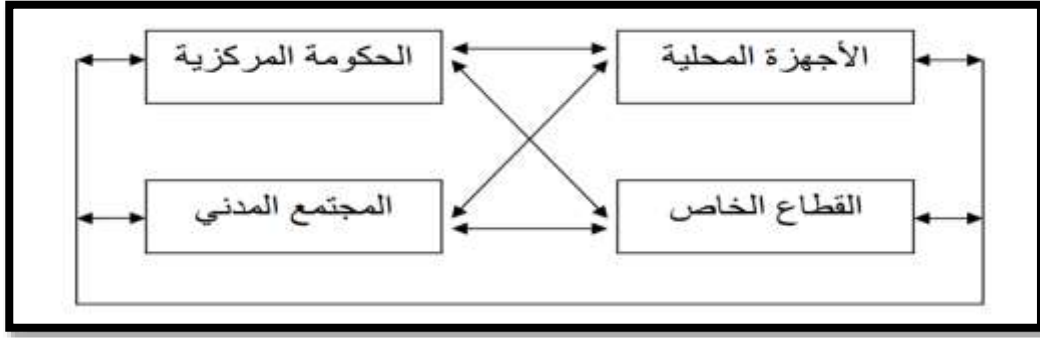 الأجهزة المحلية
الحكومة المركزية
القطاع الخاص
المجتمع المدني